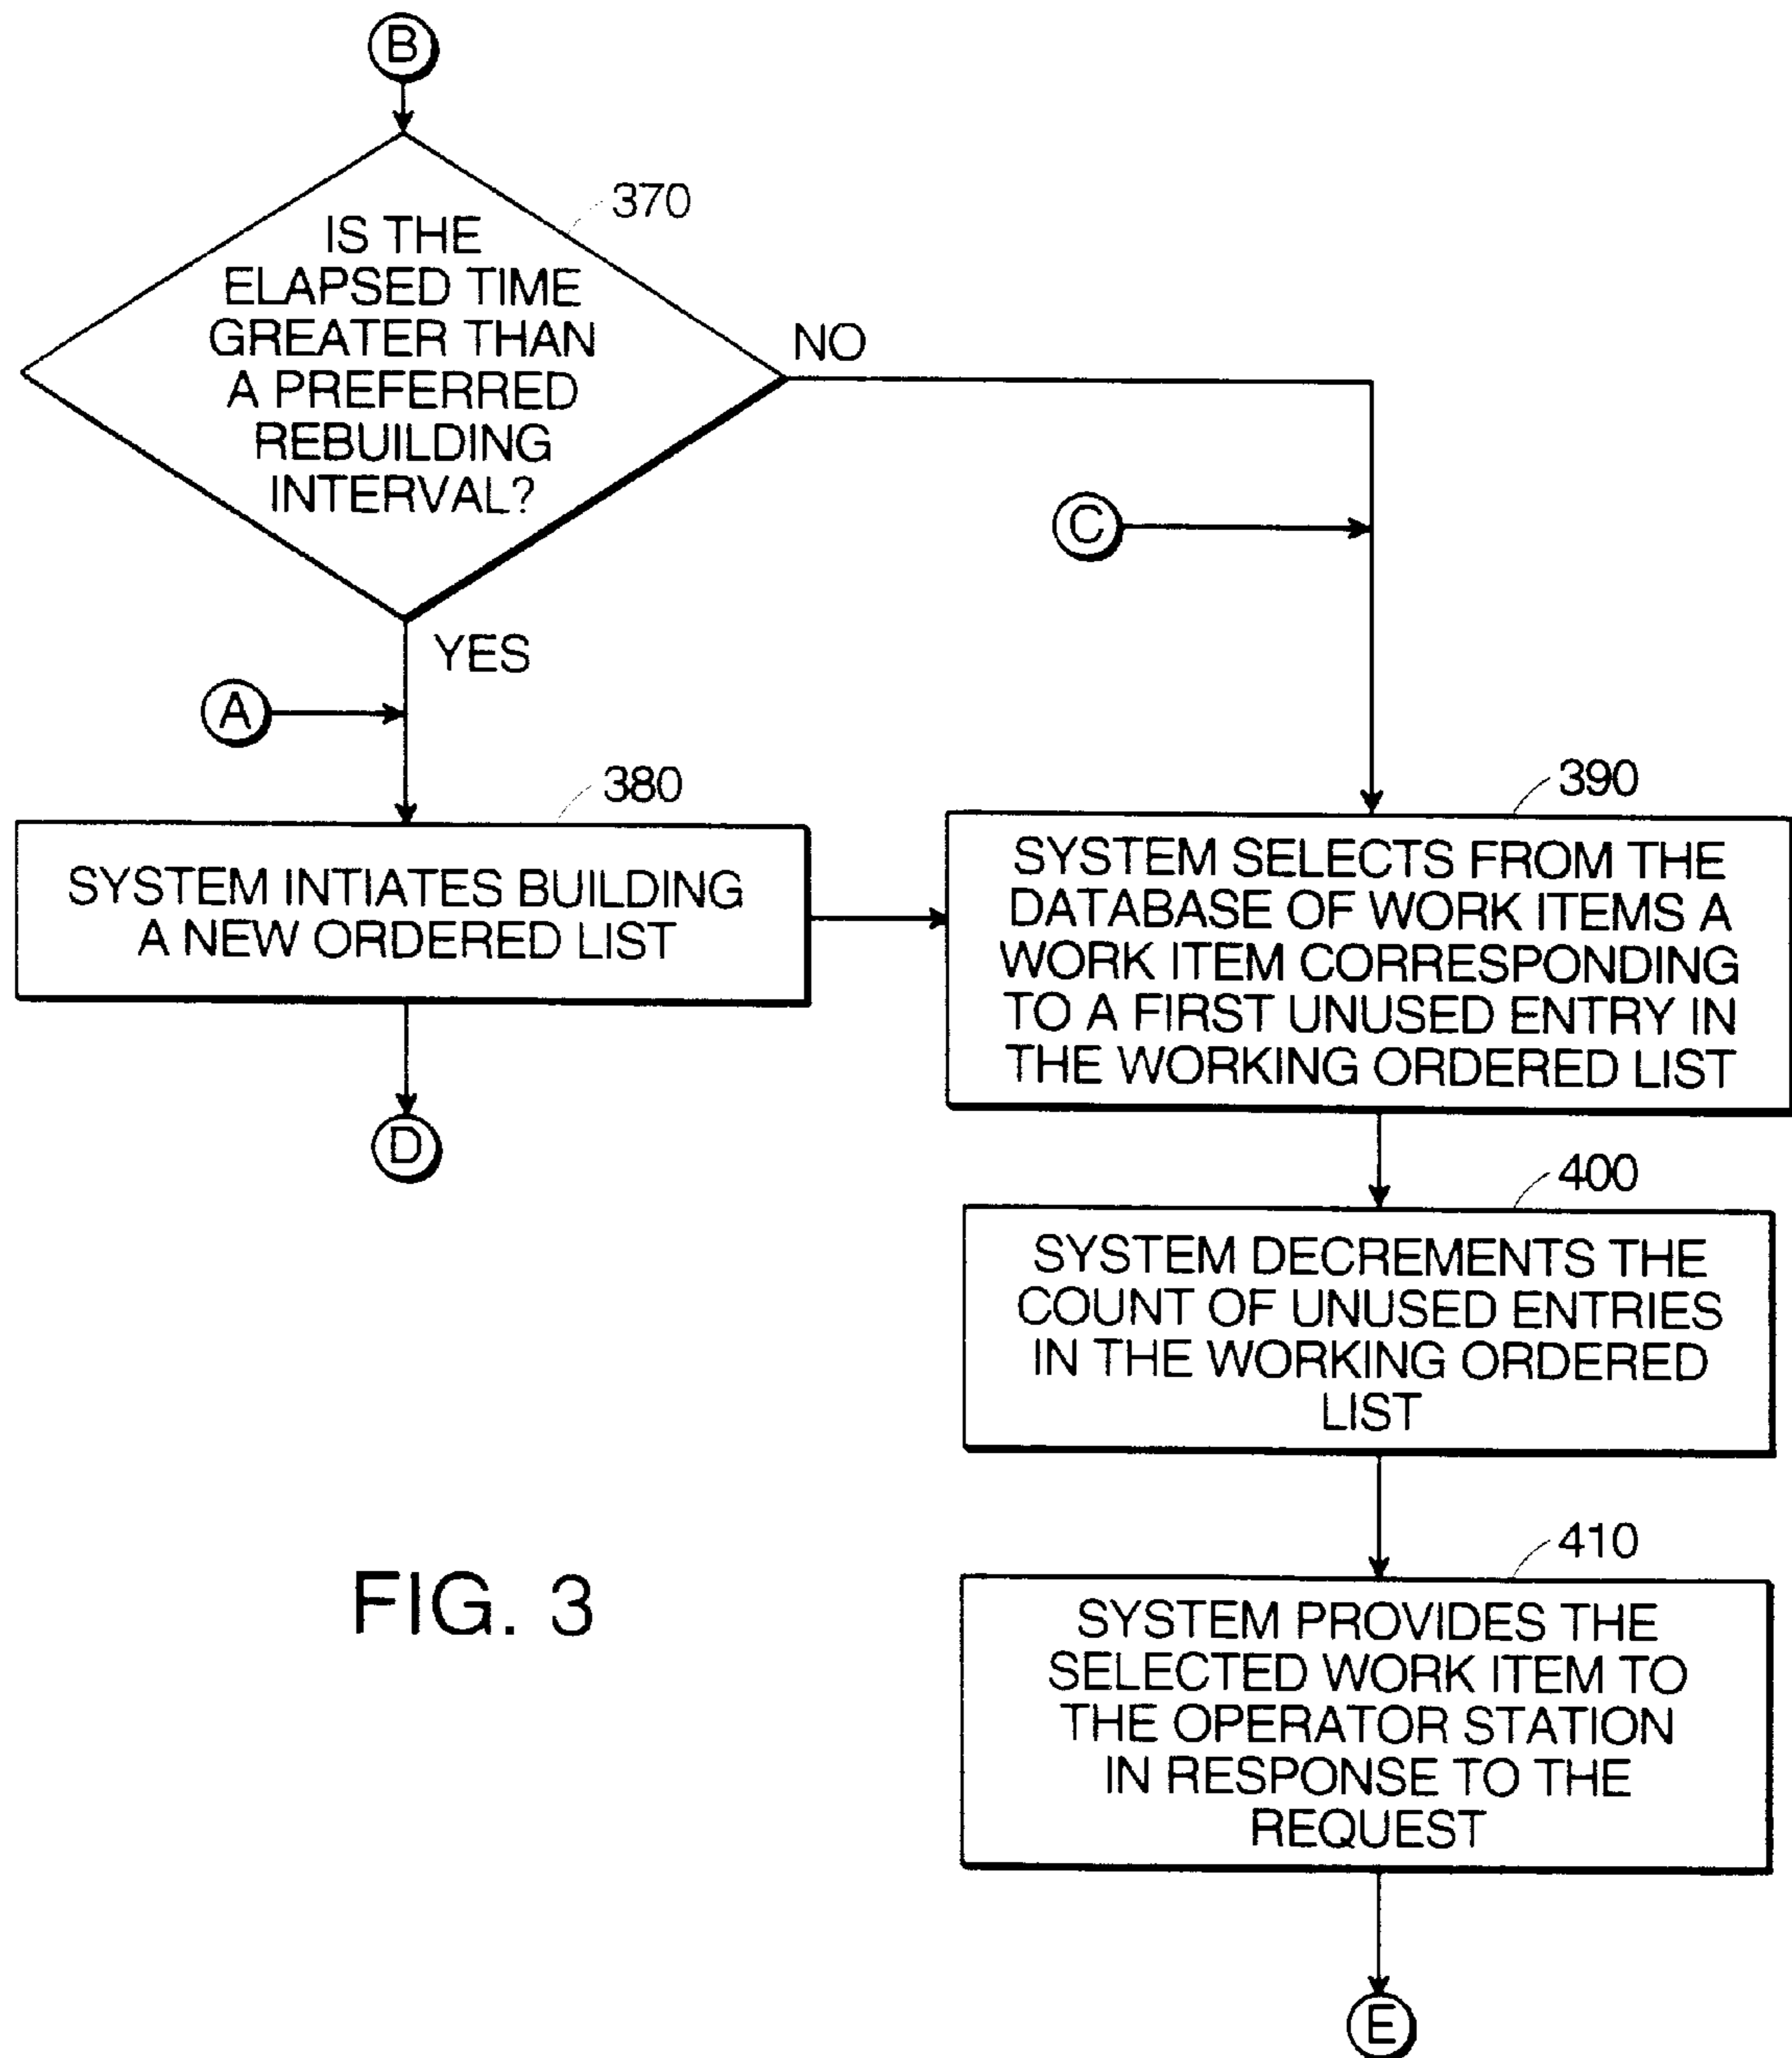 B
370
IS THE
ELAPSED TIME
GREATER THAN
A PREFERRED
REBUILDING
INTERVAL?
NO
C
YES
A
380
SYSTEM INTIATES BUILDING
A NEW ORDERED LIST
D
390
SYSTEM SELECTS FROM THE
DATABASE OF WORK ITEMS A
WORK ITEM CORRESPONDING
TO A FIRST UNUSED ENTRY IN
THE WORKING ORDERED LIST
400
SYSTEM DECREMENTS THE
COUNT OF UNUSED ENTRIES
IN THE WORKING ORDERED
LIST
410
SYSTEM PROVIDES THE
SELECTED WORK ITEM TO
THE OPERATOR STATION
IN RESPONSE TO THE
REQUEST
E
FIG. 3